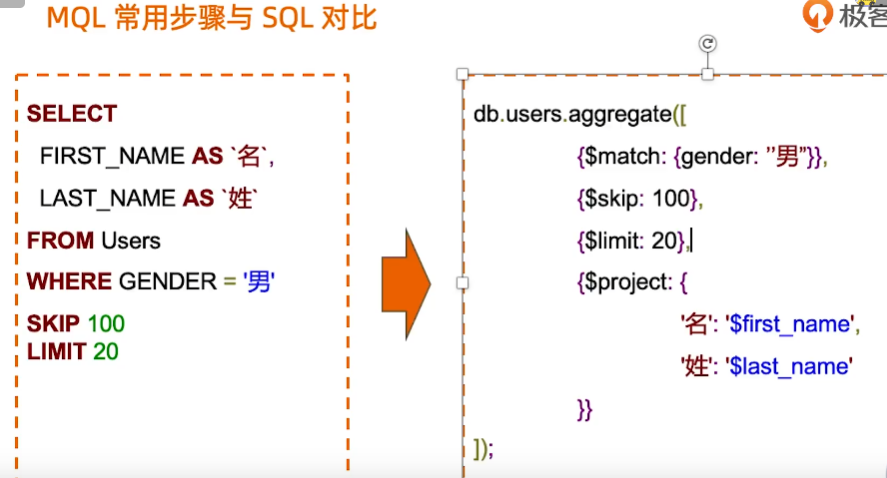 MQL 常用步骤与 SQL 对比
极客
SELECT
FIRST_NAME AS `名`,
LAST_NAME AS `姓`
FROM Users
WHERE GENDER = '男'
SKIP 100
LIMIT 20
db.users.aggregate([
{$match: {gender: ’’男”}},
{$skip: 100},
{$limit: 20},
{$project: {
'名': '$first_name',
'姓': '$last_name'
}}
]);